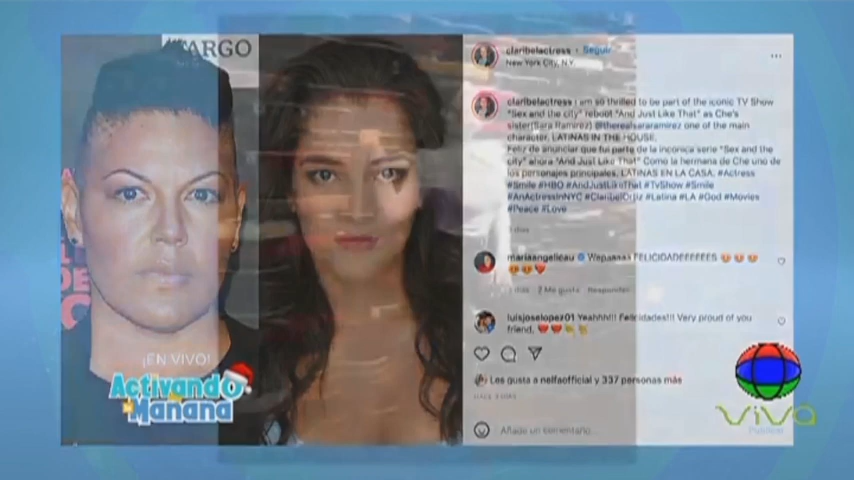 ARGO
claribelactress • Seguir
New York City, N.Y.
claribelactress I am so thrilled to be part of the iconic TV Show
"Sex and the city" reboot "And Just Like That" as Che's
sister(Sara Ramirez) @therealsararamirez one of the main
character. LATINAS IN THE HOUSE.
Feliz de anunciar que fui parte de la inconica serie "Sex and the
city" ahora "And Just Like That" Como la hermana de Che uno de
los personajes principales. LATINAS EN LA CASA. #Actress
#Smile #HBO #AndJustLikeThat #TvShow #Smile
#AnActressInNYC #ClaribelOrtiz #Latina #LA #God #Movies
#Peace #Love
días
mariaangelicau Wepaaaaa FELICIDADEEEEEES
días 2 Me gusta Responder
luisjoselopez01 Yeahhh!!! Felicidades!!! Very proud of you
friend.
Les gusta a nelfaofficial y 337 personas más
HACE 3 DÍAS
Añade un comentario...
¡EN VIVO!
Activando
la Mañana
VIVA